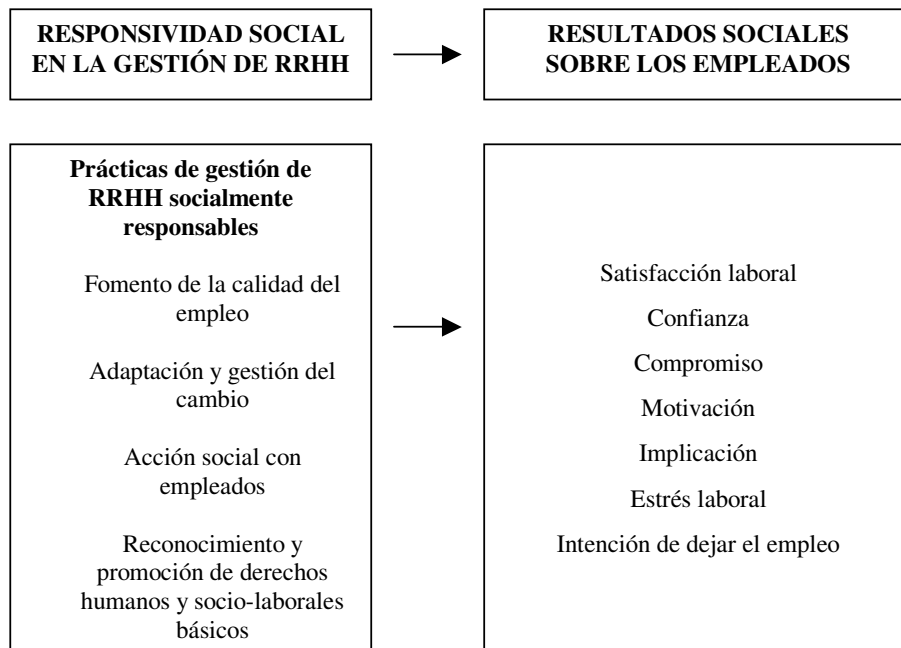 RESPONSIVIDAD SOCIAL
EN LA GESTIÓN DE RRHH
RESULTADOS SOCIALES
SOBRE LOS EMPLEADOS
Prácticas de gestión de
RRHH socialmente
responsables
Fomento de la calidad del
empleo
Adaptación y gestión del
cambio
Acción social con
empleados
Reconocimiento y
promoción de derechos
humanos y socio-laborales
básicos
Satisfacción laboral
Confianza
Compromiso
Motivación
Implicación
Estrés laboral
Intención de dejar el empleo